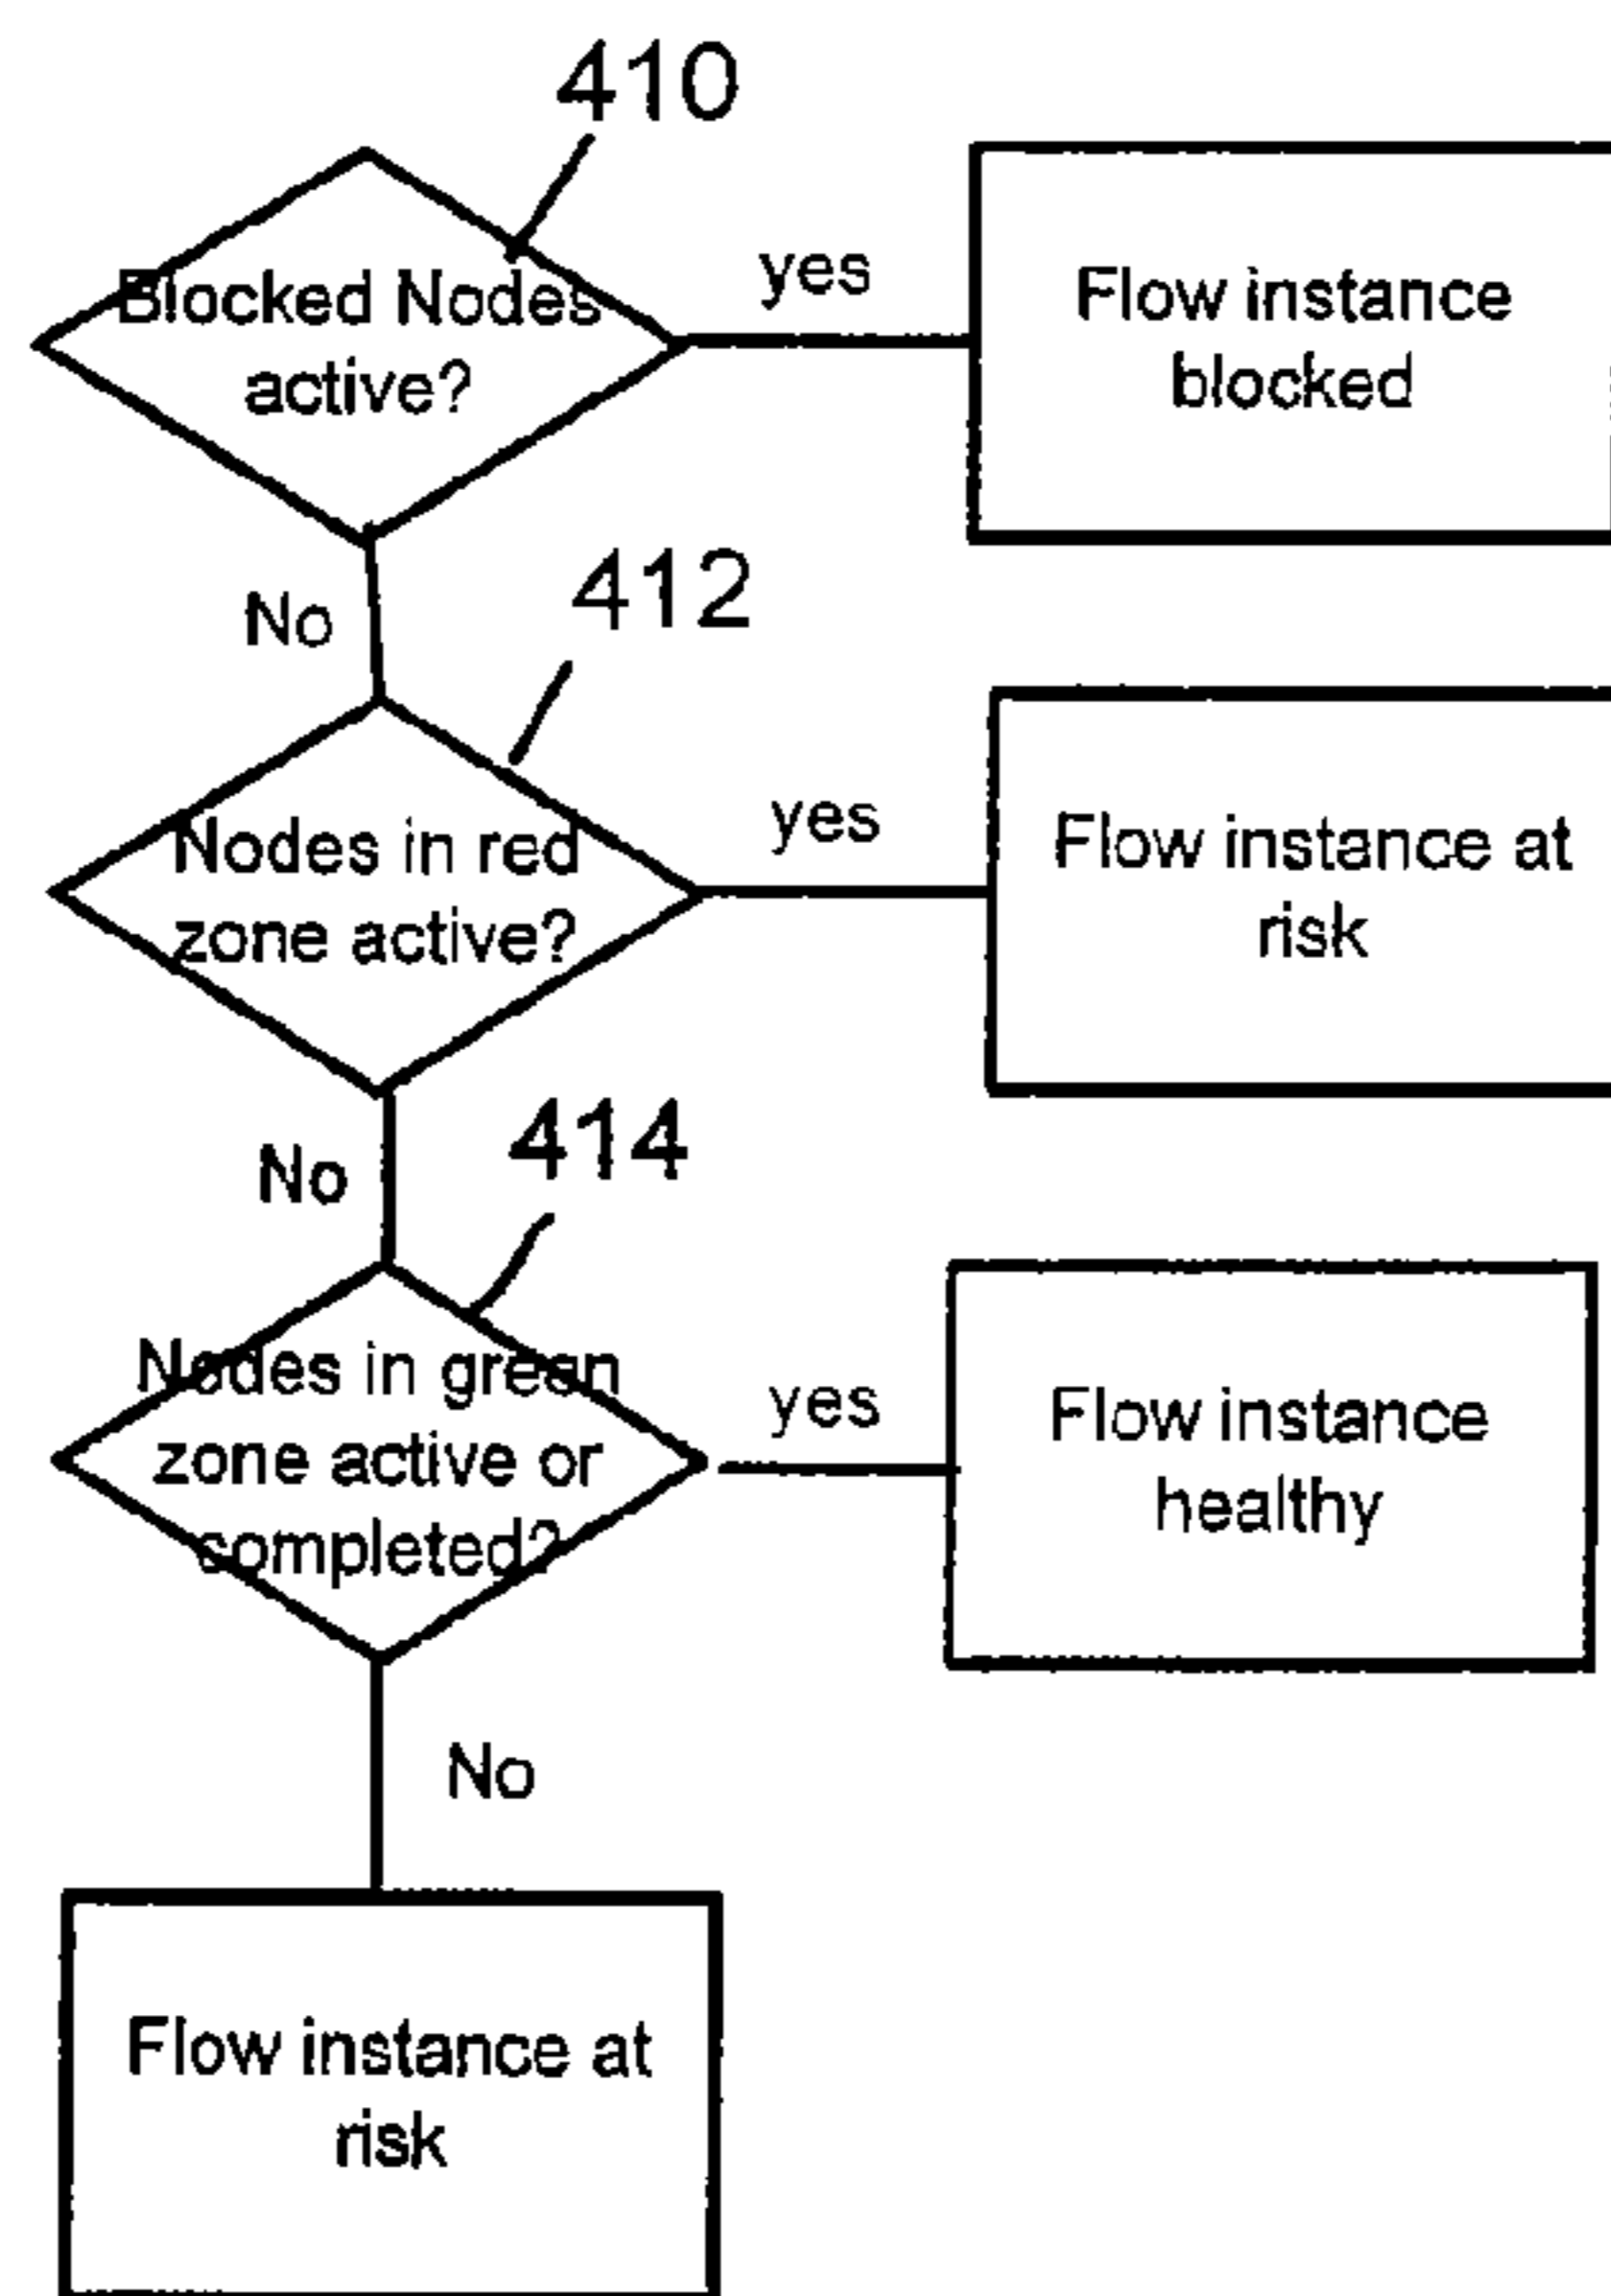 410
Blocked Nodes
active?
yes
Flow instance
blocked
No
412
Nodes in red
zone active?
yes
Flow instance at
risk
No
414
Nodes in green
zone active or
completed?
yes
Flow instance
healthy
No
Flow instance at
risk